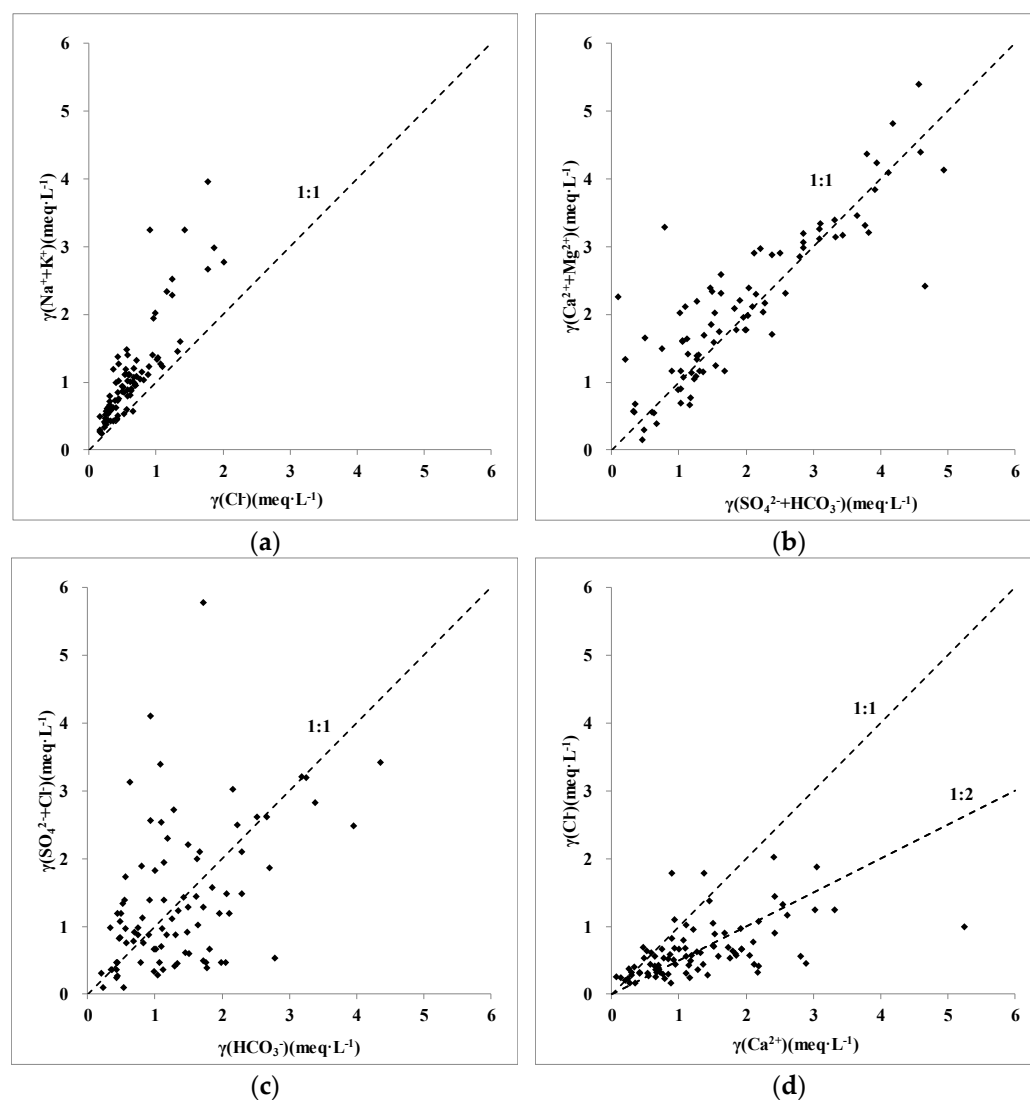 6
5
4
3
2
1
0
γ(Na⁺+K⁺)(meq·L⁻¹)
1:1
0 1 2 3 4 5 6
γ(Cl⁻)(meq·L⁻¹)
(a)
6
5
4
3
2
1
0
γ(Ca²⁺+Mg²⁺)(meq·L⁻¹)
1:1
0 1 2 3 4 5 6
γ(SO₄²⁻+HCO₃⁻)(meq·L⁻¹)
(b)
6
5
4
3
2
1
0
γ(SO₄²⁻+Cl⁻)(meq·L⁻¹)
1:1
0 1 2 3 4 5 6
γ(HCO₃⁻)(meq·L⁻¹)
(c)
6
5
4
3
2
1
0
γ(Cl⁻)(meq·L⁻¹)
1:1
1:2
0 1 2 3 4 5 6
γ(Ca²⁺)(meq·L⁻¹)
(d)